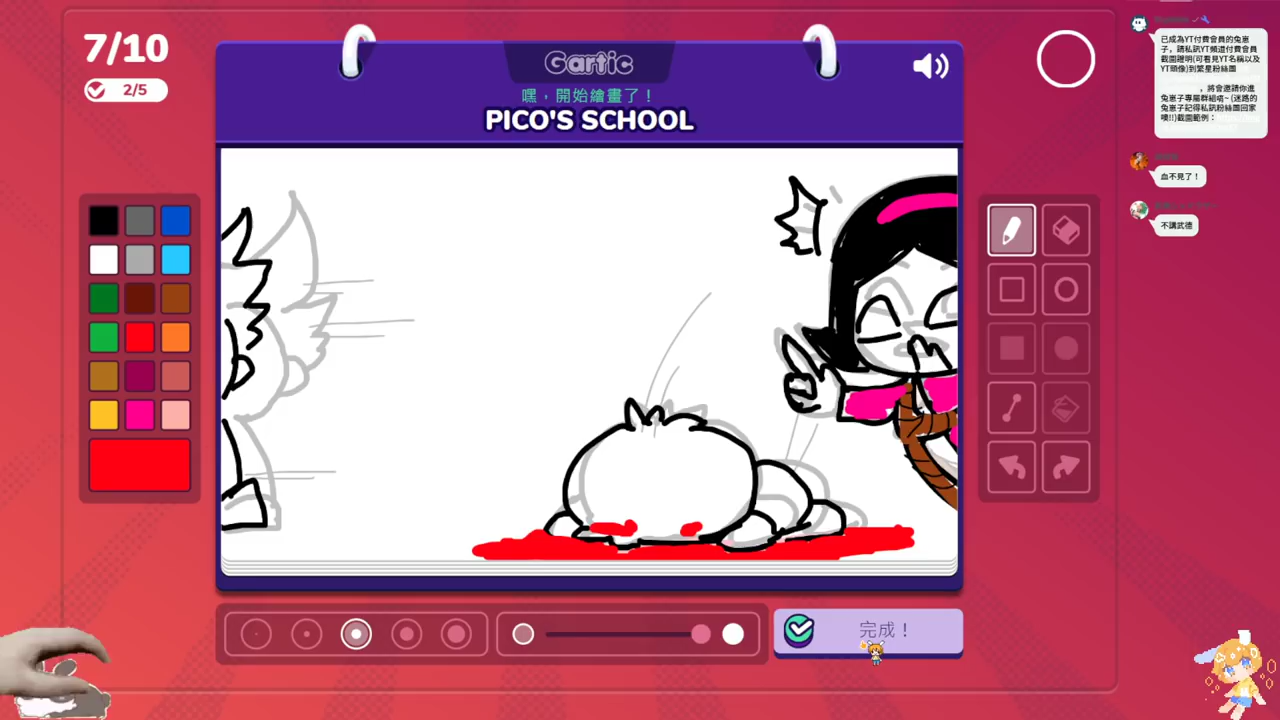 7/10
2/5
Gartic
嘿，開始繪畫了！
PICO'S SCHOOL
完成！
已成為YT付費會員的兔崽
子，請私訊YT頻道付費會員
截圖證明(可看見YT名稱以及
YT頭像)到繁星粉絲團
，將會邀請你進
兔崽子專屬群組唷~(迷路的
兔崽子記得私訊粉絲團回家
噢!!)截圖範例：
血不見了！
不講武德